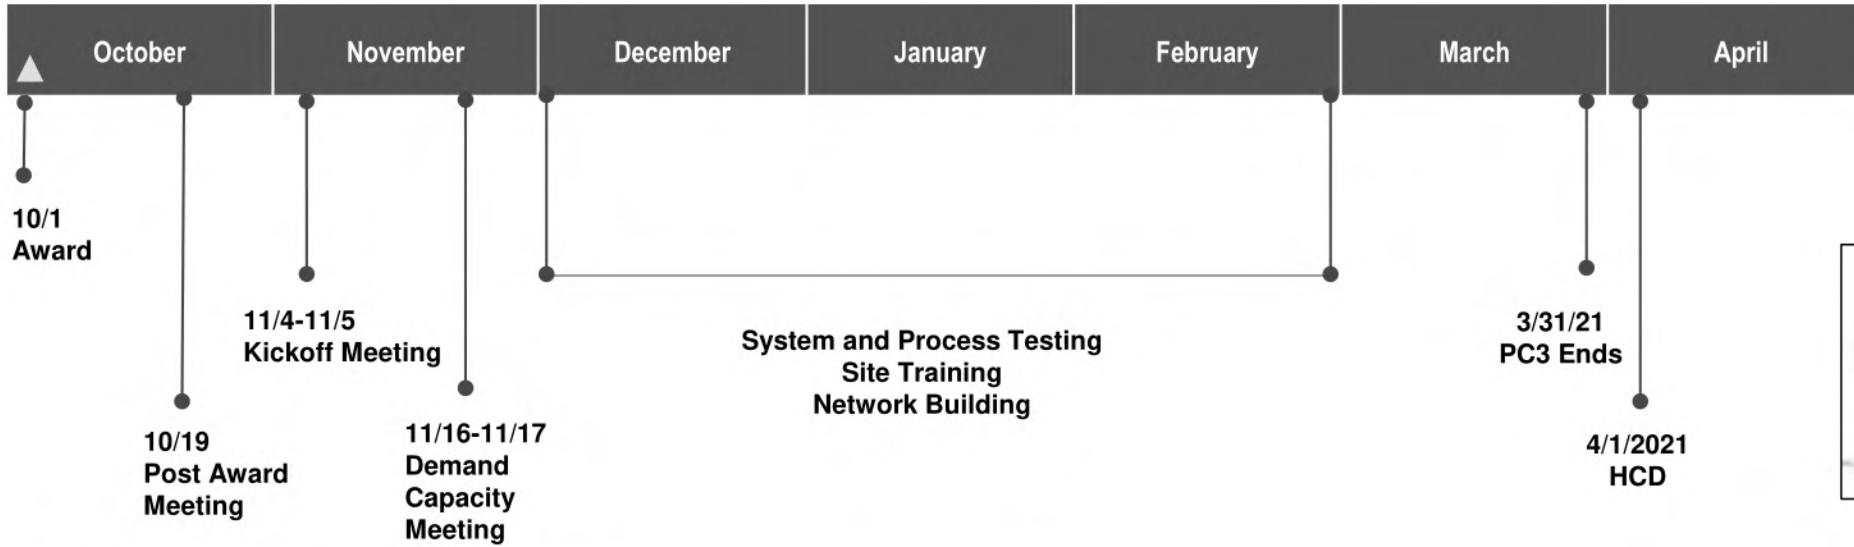 October
November
December
January
February
March
April
10/1
Award
10/19
Post Award
Meeting
11/4-11/5
Kickoff Meeting
11/16-11/17
Demand
Capacity
Meeting
System and Process Testing
Site Training
Network Building
3/31/21
PC3 Ends
4/1/2021
HCD